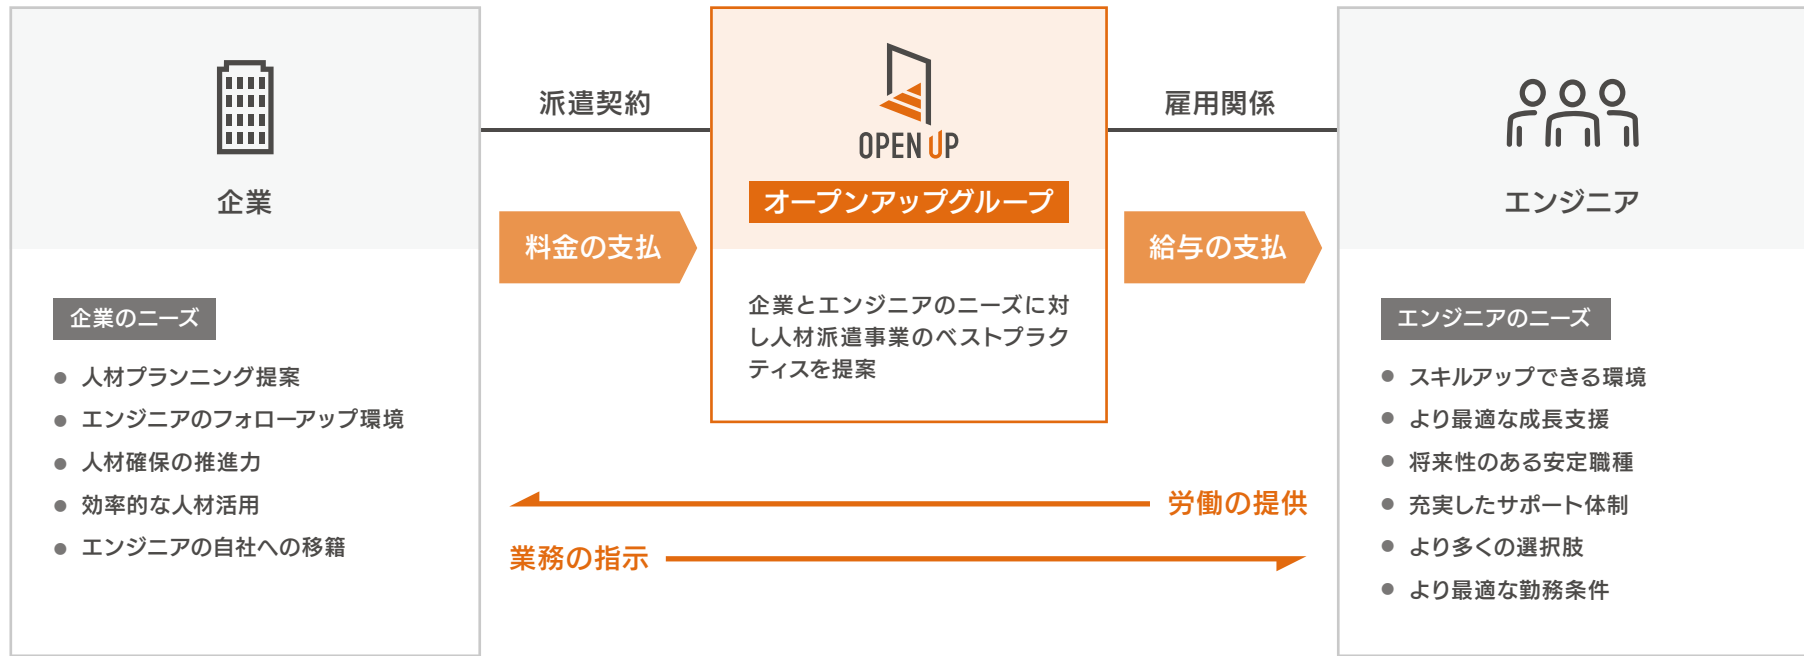 企業
企業のニーズ
人材プランニング提案
エンジニアのフォローアップ環境
人材確保の推進力
効率的な人材活用
エンジニアの自社への移籍
派遣契約
料金の支払
OPEN UP
オープンアップグループ
企業とエンジニアのニーズに対
し人材派遣事業のベストプラク
ティスを提案
雇用関係
給与の支払
労働の提供
業務の指示
エンジニア
エンジニアのニーズ
スキルアップできる環境
より最適な成長支援
将来性のある安定職種
充実したサポート体制
より多くの選択肢
より最適な勤務条件